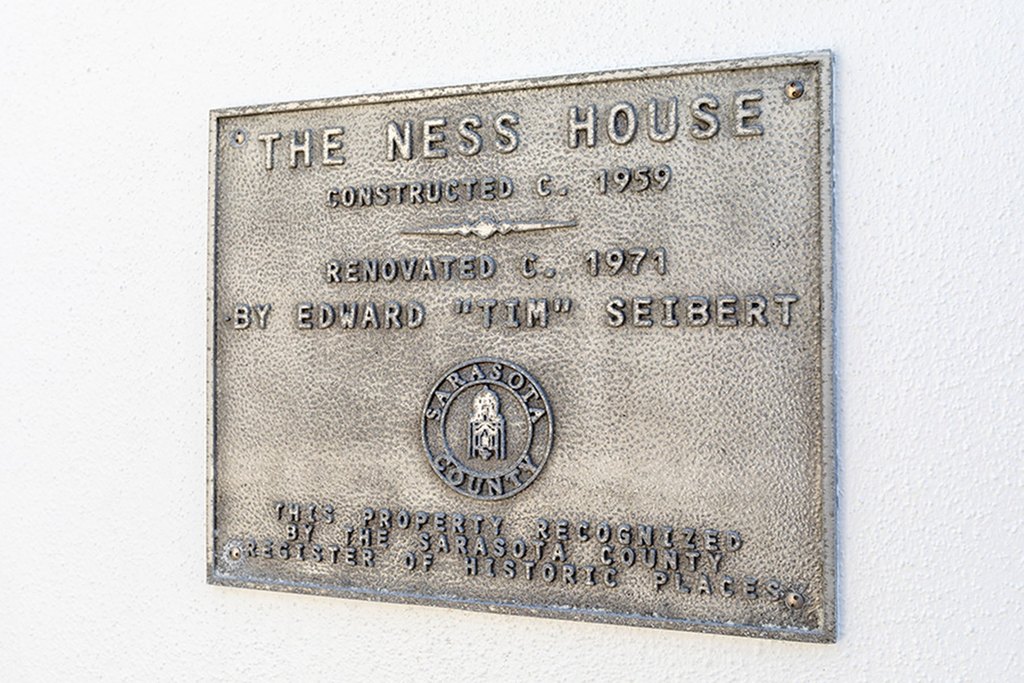 THE NESS HOUSE
CONSTRUCTED C. 1959
RENOVATED C. 1971
BY EDWARD "TIM" SEIBERT
SARASOTA
COUNTY
THIS PROPERTY RECOGNIZED
BY THE SARASOTA COUNTY
REGISTER OF HISTORIC PLACES